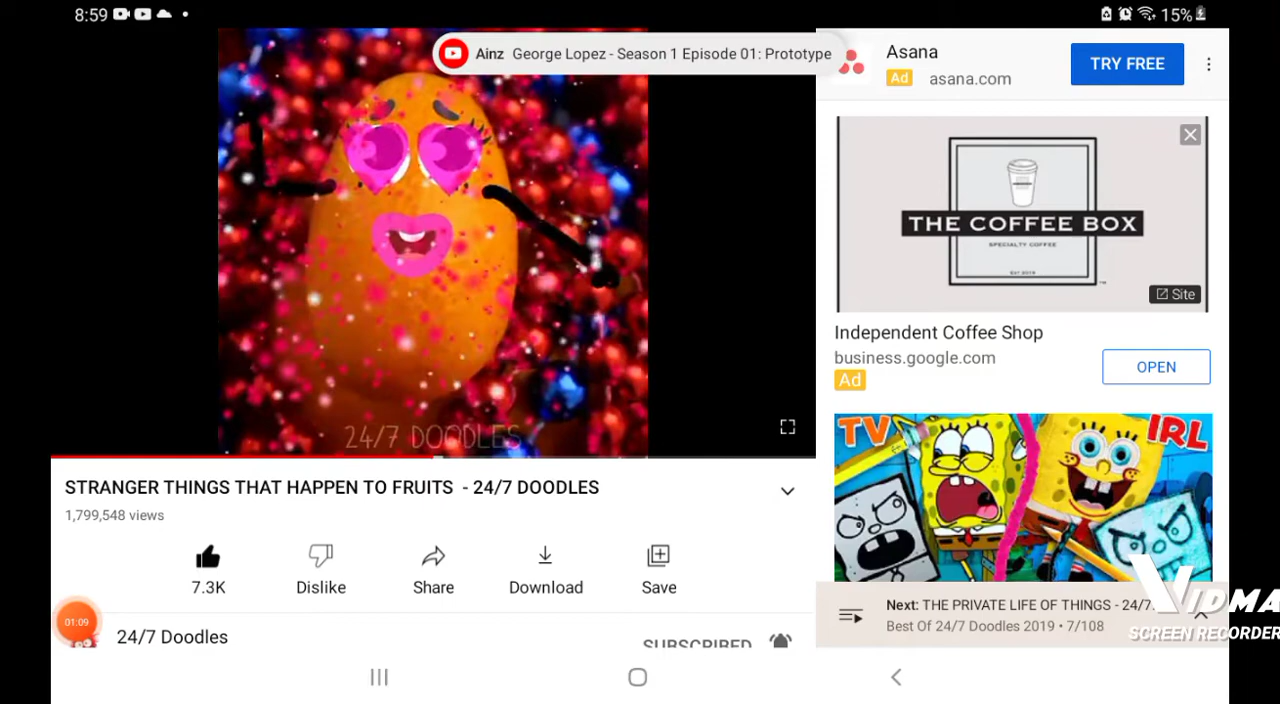 8:59
15%
Ainz George Lopez - Season 1 Episode 01: Prototype
24/7 DOODLES
STRANGER THINGS THAT HAPPEN TO FRUITS - 24/7 DOODLES
1,799,548 views
7.3K
Dislike
Share
Download
Save
01:09
24/7 Doodles
SUBSCRIBED
Asana
Ad asana.com
TRY FREE
THE COFFEE BOX
SPECIALTY COFFEE
Site
Independent Coffee Shop
business.google.com
Ad
OPEN
TV
IRL
Next: THE PRIVATE LIFE OF THINGS - 24/7
Best Of 24/7 Doodles 2019 • 7/108
VIDMA
SCREEN RECORDER